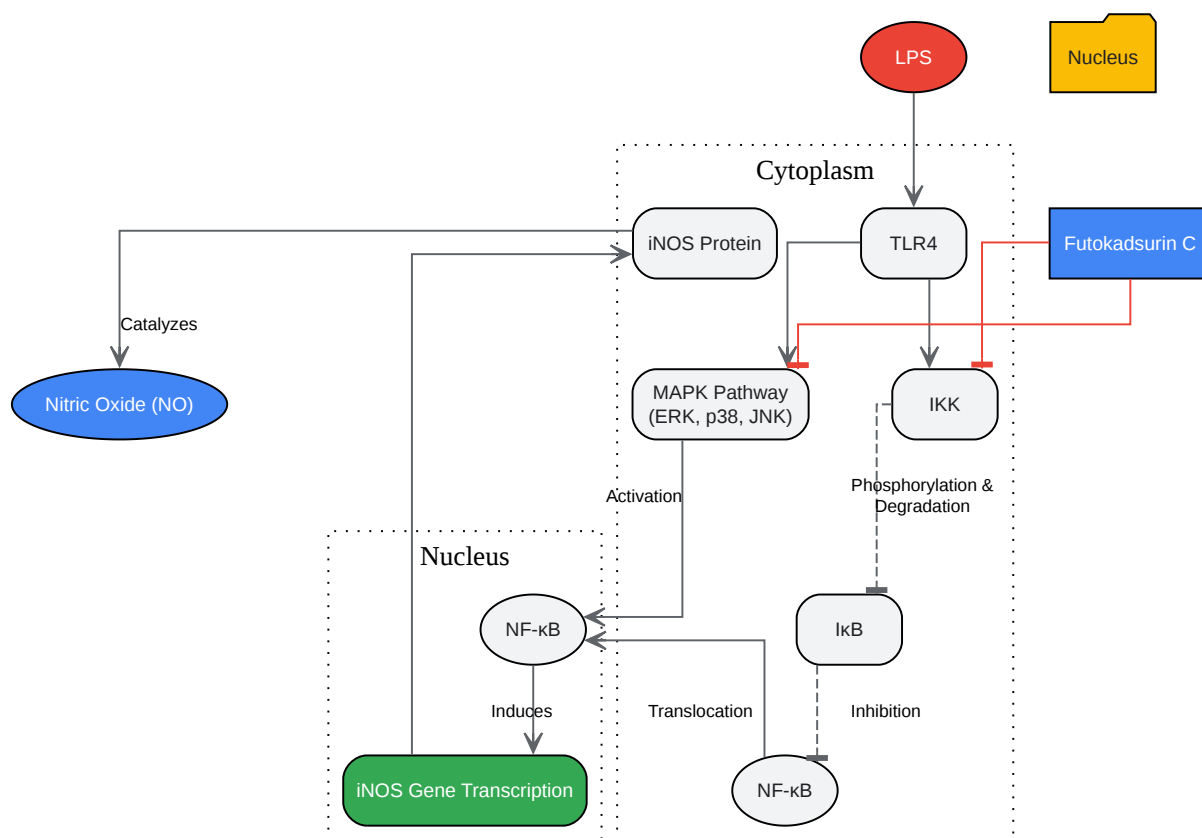 LPS
Nucleus
Cytoplasm
iNOS Protein
TLR4
Futokadsurin C
Catalyzes
Nitric Oxide (NO)
MAPK Pathway
(ERK, p38, JNK)
IKK
Activation
Phosphorylation &
Degradation
Nucleus
NF-κB
IκB
Induces
Translocation
Inhibition
iNOS Gene Transcription
NF-κB